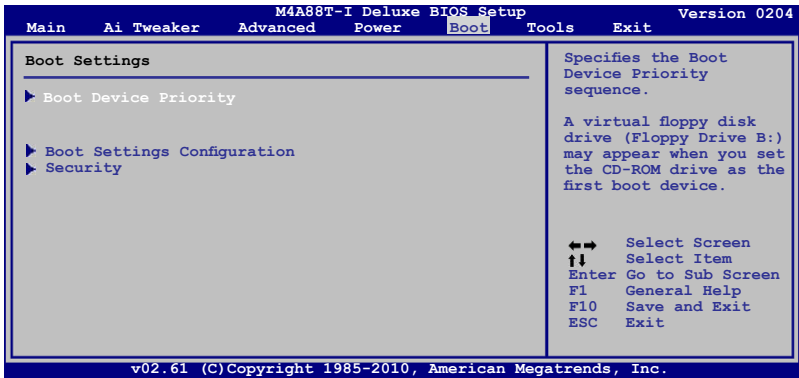 M4A88T-I Deluxe BIOS Setup Version 0204
Main Ai Tweaker Advanced Power Boot Tools Exit
Boot Settings
Boot Device Priority
Boot Settings Configuration
Security
Specifies the Boot
Device Priority
sequence.
A virtual floppy disk
drive (Floppy Drive B:)
may appear when you set
the CD-ROM drive as the
first boot device.
←→ Select Screen
↑↓ Select Item
Enter Go to Sub Screen
F1 General Help
F10 Save and Exit
ESC Exit
v02.61 (C)Copyright 1985-2010, American Megatrends, Inc.